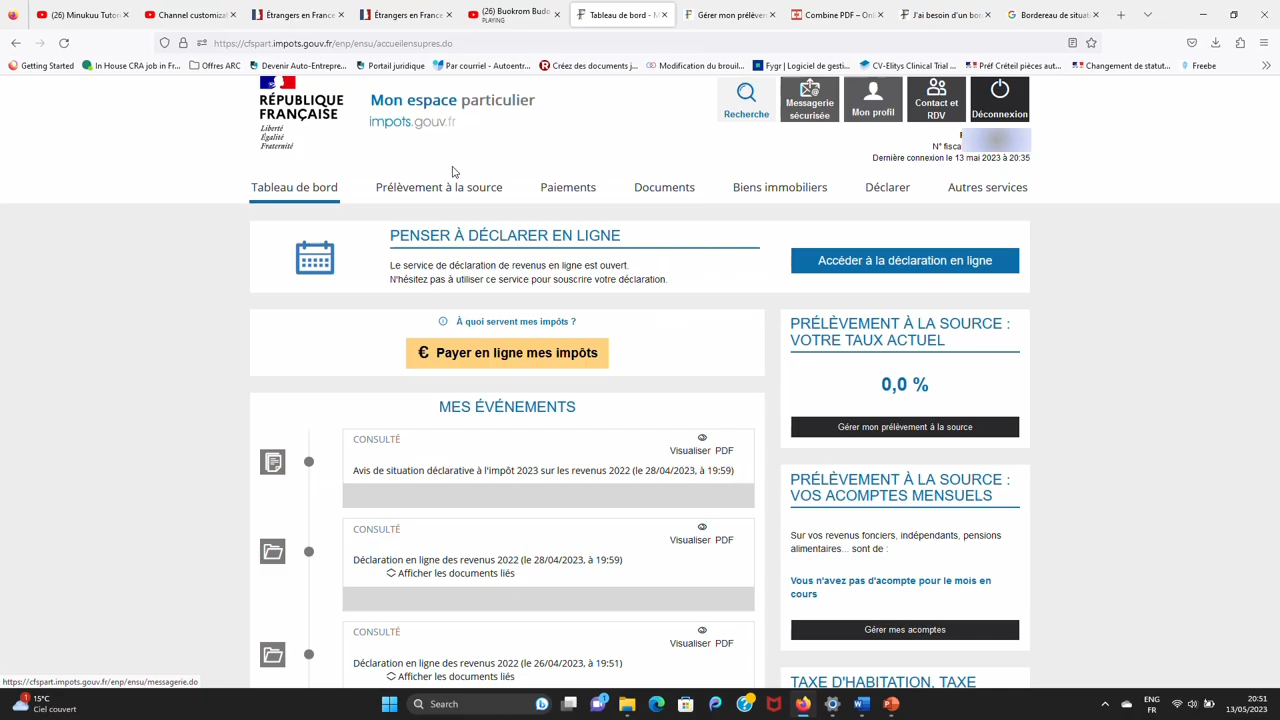 (26) Minukuu Tutor
Channel customizat
Étrangers en France
Étrangers en France
(26) Buokrom Budo
PLAYING
Tableau de bord - M
Gérer mon prélèvem
Combine PDF – Onli
J'ai besoin d'un bor
Bordereau de situati
https://cfspart.impots.gouv.fr/enp/ensu/accueilensupres.do
Getting Started
In House CRA job in Fr...
Offres ARC
Devenir Auto-Entrepre...
Portail juridique
Par courriel - Autoentr...
Créez des documents j...
Modification du brouil...
Fygr | Logiciel de gesti...
CV-Elitys Clinical Trial ...
Préf Créteil pièces aut...
Changement de statut...
Freebe
RÉPUBLIQUE
FRANÇAISE
Liberté
Égalité
Fraternité
Mon espace particulier
impots.gouv.fr
Recherche
Messagerie
sécurisée
Mon profil
Contact et
RDV
Déconnexion
N° fisca
Dernière connexion le 13 mai 2023 à 20:35
Tableau de bord
Prélèvement à la source
Paiements
Documents
Biens immobiliers
Déclarer
Autres services
PENSER À DÉCLARER EN LIGNE
Le service de déclaration de revenus en ligne est ouvert.
N'hésitez pas à utiliser ce service pour souscrire votre déclaration.
Accéder à la déclaration en ligne
À quoi servent mes impôts ?
€ Payer en ligne mes impôts
MES ÉVÉNEMENTS
CONSULTÉ
Visualiser PDF
Avis de situation déclarative à l'impôt 2023 sur les revenus 2022 (le 28/04/2023, à 19:59)
CONSULTÉ
Visualiser PDF
Déclaration en ligne des revenus 2022 (le 28/04/2023, à 19:59)
Afficher les documents liés
CONSULTÉ
Visualiser PDF
Déclaration en ligne des revenus 2022 (le 28/04/2023, à 19:51)
Afficher les documents liés
PRÉLÈVEMENT À LA SOURCE :
VOTRE TAUX ACTUEL
0,0 %
Gérer mon prélèvement à la source
PRÉLÈVEMENT À LA SOURCE :
VOS ACOMPTES MENSUELS
Sur vos revenus fonciers, indépendants, pensions
alimentaires... sont de :
Vous n'avez pas d'acompte pour le mois en
cours
Gérer mes acomptes
TAXE D'HABITATION, TAXE
https://cfspart.impots.gouv.fr/enp/ensu/messagerie.do
15°C
Ciel couvert
Search
ENG
FR
20:51
13/05/2023